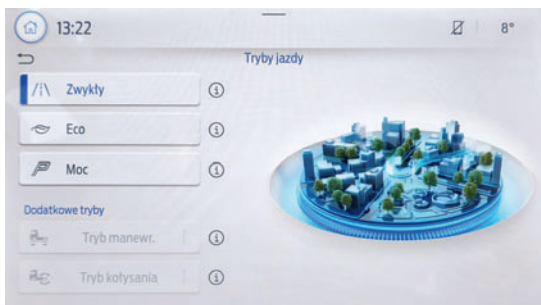 13:22
8°
Tryby jazdy
Zwykły
Eco
Moc
Dodatkowe tryby
Tryb manewr.
Tryb kołysania